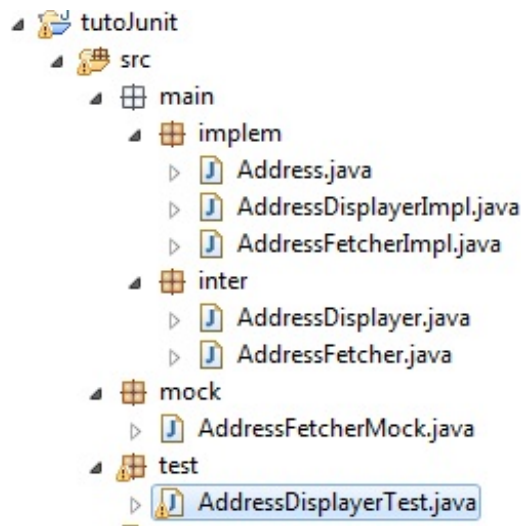 tutoJunit
src
main
implem
Address.java
AddressDisplayerImpl.java
AddressFetcherImpl.java
inter
AddressDisplayer.java
AddressFetcher.java
mock
AddressFetcherMock.java
test
AddressDisplayerTest.java